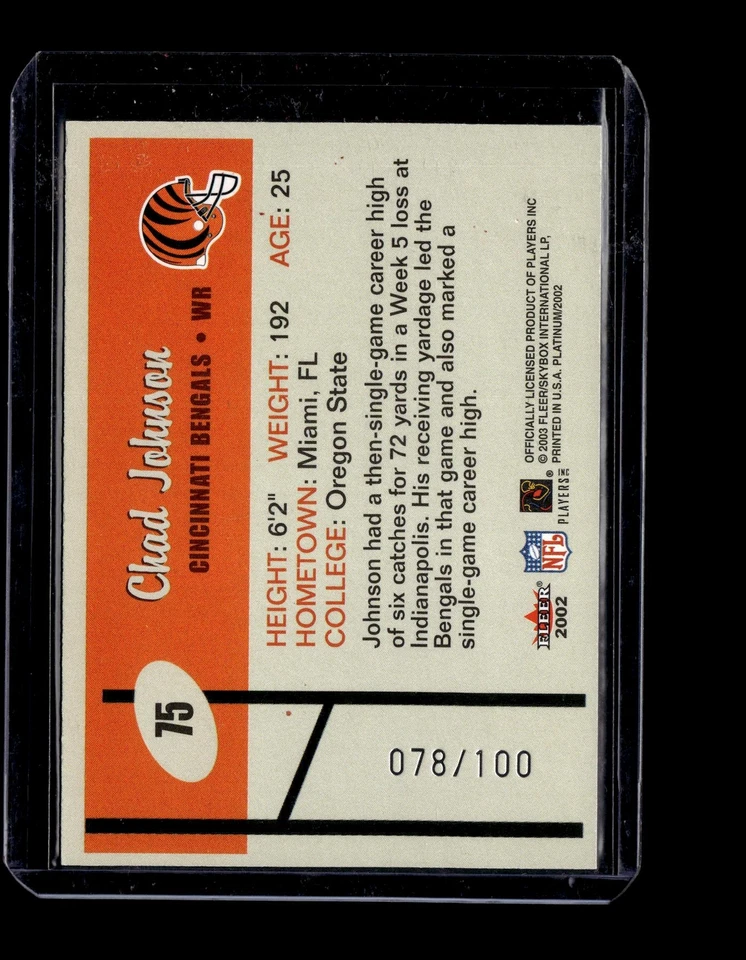 75
Chad Johnson
CINCINNATI BENGALS • WR
HEIGHT: 6'2" WEIGHT: 192 AGE: 25
HOMETOWN: Miami, FL
COLLEGE: Oregon State
Johnson had a then-single-game career high
of six catches for 72 yards in a Week 5 loss at
Indianapolis. His receiving yardage led the
Bengals in that game and also marked a
single-game career high.
078/100
FLEER®
2002
NFL
PLAYERS INC
®
OFFICIALLY LICENSED PRODUCT OF PLAYERS INC
© 2003 FLEER/SKYBOX INTERNATIONAL LP,
PRINTED IN U.S.A. PLATINUM/2002